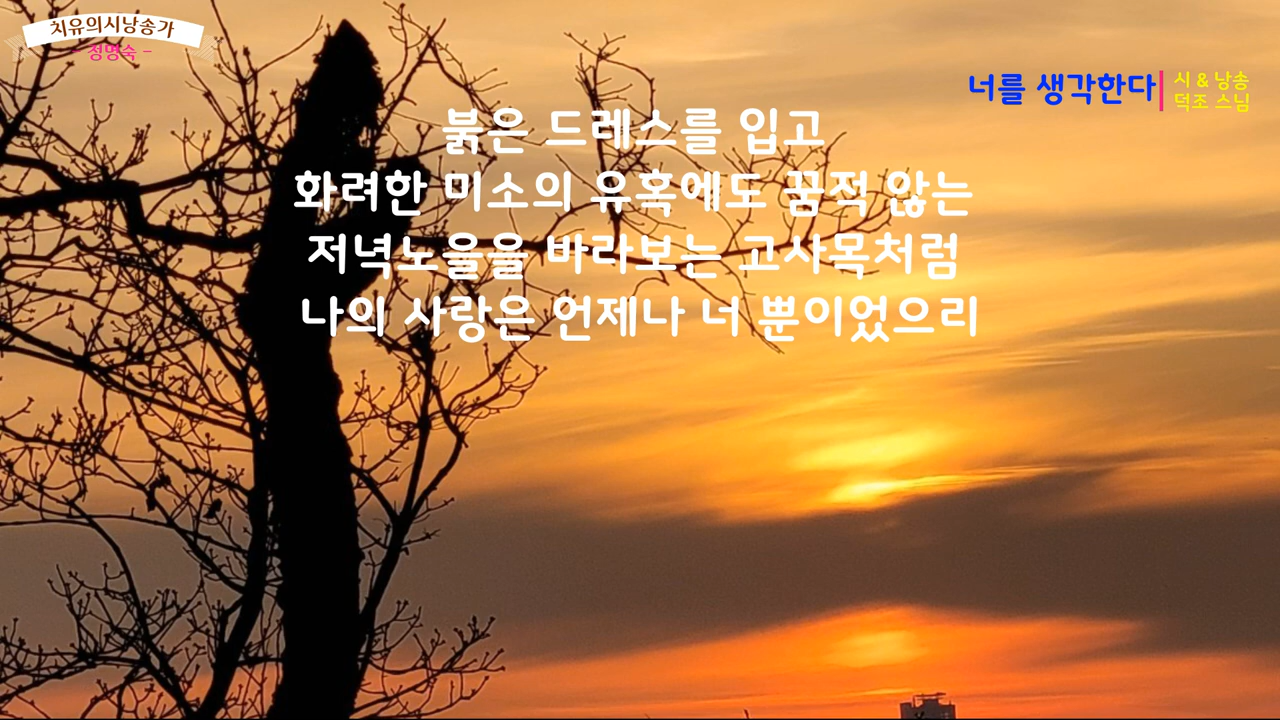 치유의시낭송가
- 정명숙 -
너를 생각한다
시 & 낭송
덕조 스님
붉은 드레스를 입고
화려한 미소의 유혹에도 꿈적 않는
저녁노을을 바라보는 고사목처럼
나의 사랑은 언제나 너 뿐이었으리